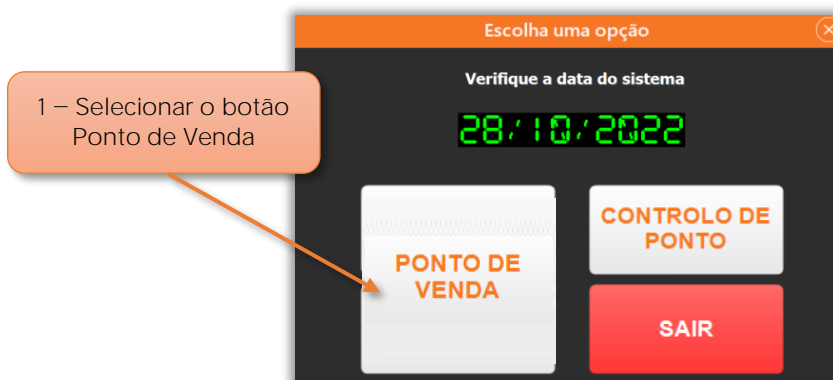 Escolha uma opção
Verifique a data do sistema
28/10/2022
1 – Selecionar o botão
Ponto de Venda
PONTO DE
VENDA
CONTROLO DE
PONTO
SAIR